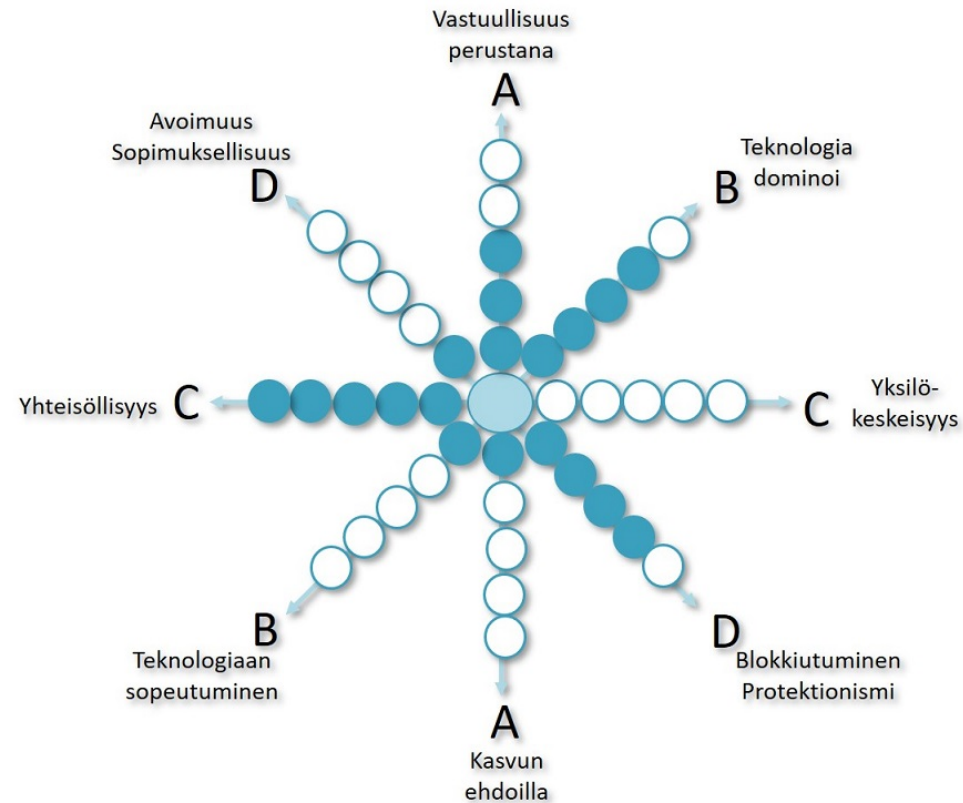 Vastuullisuus
perustana
A
Avoimuus
Sopimuksellisuus
D
Teknologia
dominoi
B
Yhteisöllisyys
C
C
Yksilö-
keskeisyys
B
Teknologiaan
sopeutuminen
D
Blokkiutuminen
Protektionismi
A
Kasvun
ehdoilla